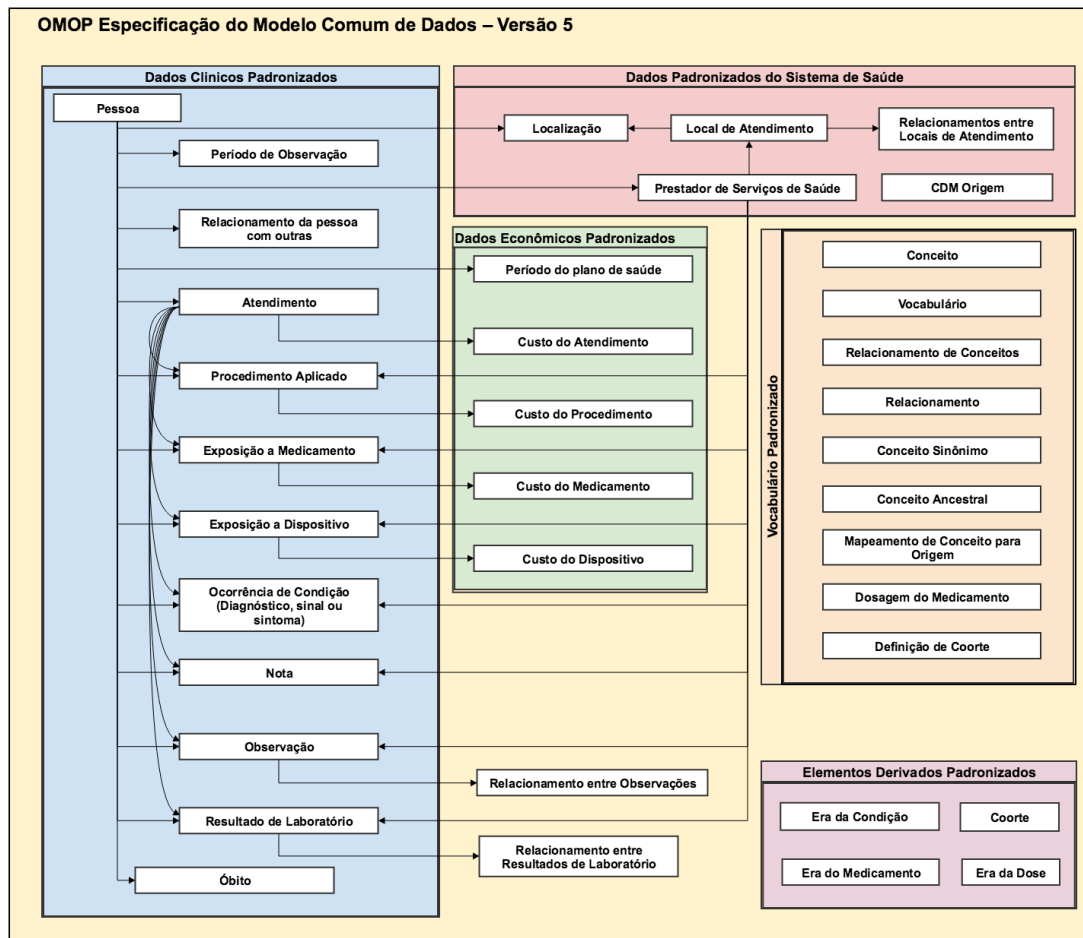 OMOP Especificação do Modelo Comum de Dados – Versão 5
Dados Clinicos Padronizados
Pessoa
Período de Observação
Relacionamento da pessoa
com outras
Atendimento
Procedimento Aplicado
Exposição a Medicamento
Exposição a Dispositivo
Ocorrência de Condição
(Diagnóstico, sinal ou
sintoma)
Nota
Observação
Resultado de Laboratório
Óbito
Dados Padronizados do Sistema de Saúde
Localização
Local de Atendimento
Relacionamentos entre
Locais de Atendimento
Prestador de Serviços de Saúde
CDM Origem
Dados Econômicos Padronizados
Período do plano de saúde
Custo do Atendimento
Custo do Procedimento
Custo do Medicamento
Custo do Dispositivo
Relacionamento entre Observações
Relacionamento entre
Resultados de Laboratório
Vocabulário Padronizado
Conceito
Vocabulário
Relacionamento de Conceitos
Relacionamento
Conceito Sinônimo
Conceito Ancestral
Mapeamento de Conceito para
Origem
Dosagem do Medicamento
Definição de Coorte
Elementos Derivados Padronizados
Era da Condição
Coorte
Era do Medicamento
Era da Dose